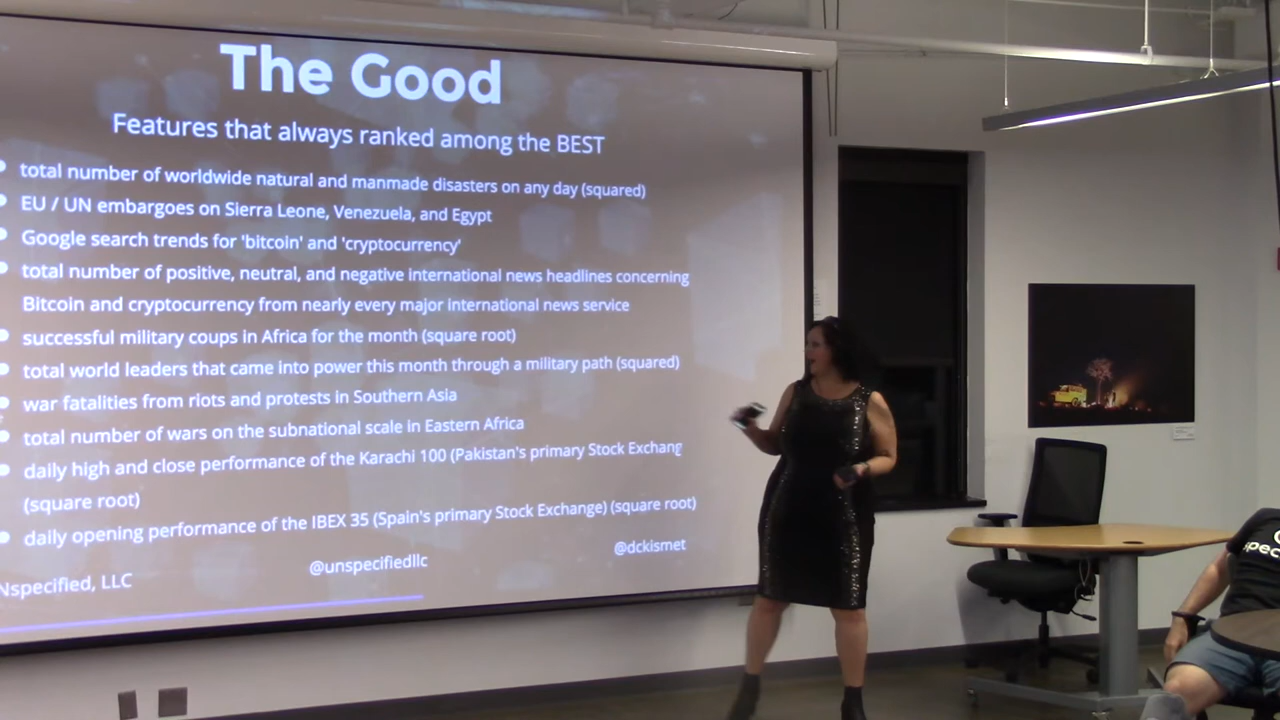 The Good
Features that always ranked among the BEST
total number of worldwide natural and manmade disasters on any day (squared)
EU / UN embargoes on Sierra Leone, Venezuela, and Egypt
Google search trends for 'bitcoin' and 'cryptocurrency'
total number of positive, neutral, and negative international news headlines concerning
Bitcoin and cryptocurrency from nearly every major international news service
successful military coups in Africa for the month (square root)
total world leaders that came into power this month through a military path (squared)
war fatalities from riots and protests in Southern Asia
total number of wars on the subnational scale in Eastern Africa
daily high and close performance of the Karachi 100 (Pakistan's primary Stock Exchang
(square root)
daily opening performance of the IBEX 35 (Spain's primary Stock Exchange) (square root)
Nspecified, LLC
@unspecifiedllc
@dckismet